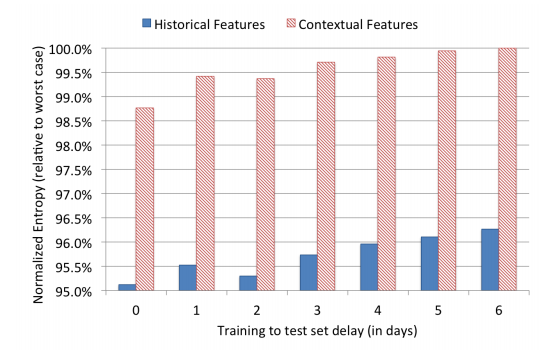 Historical Features
Contextual Features
Normalized Entropy (relative to worst case)
100.0%
99.5%
99.0%
98.5%
98.0%
97.5%
97.0%
96.5%
96.0%
95.5%
95.0%
0 1 2 3 4 5 6
Training to test set delay (in days)